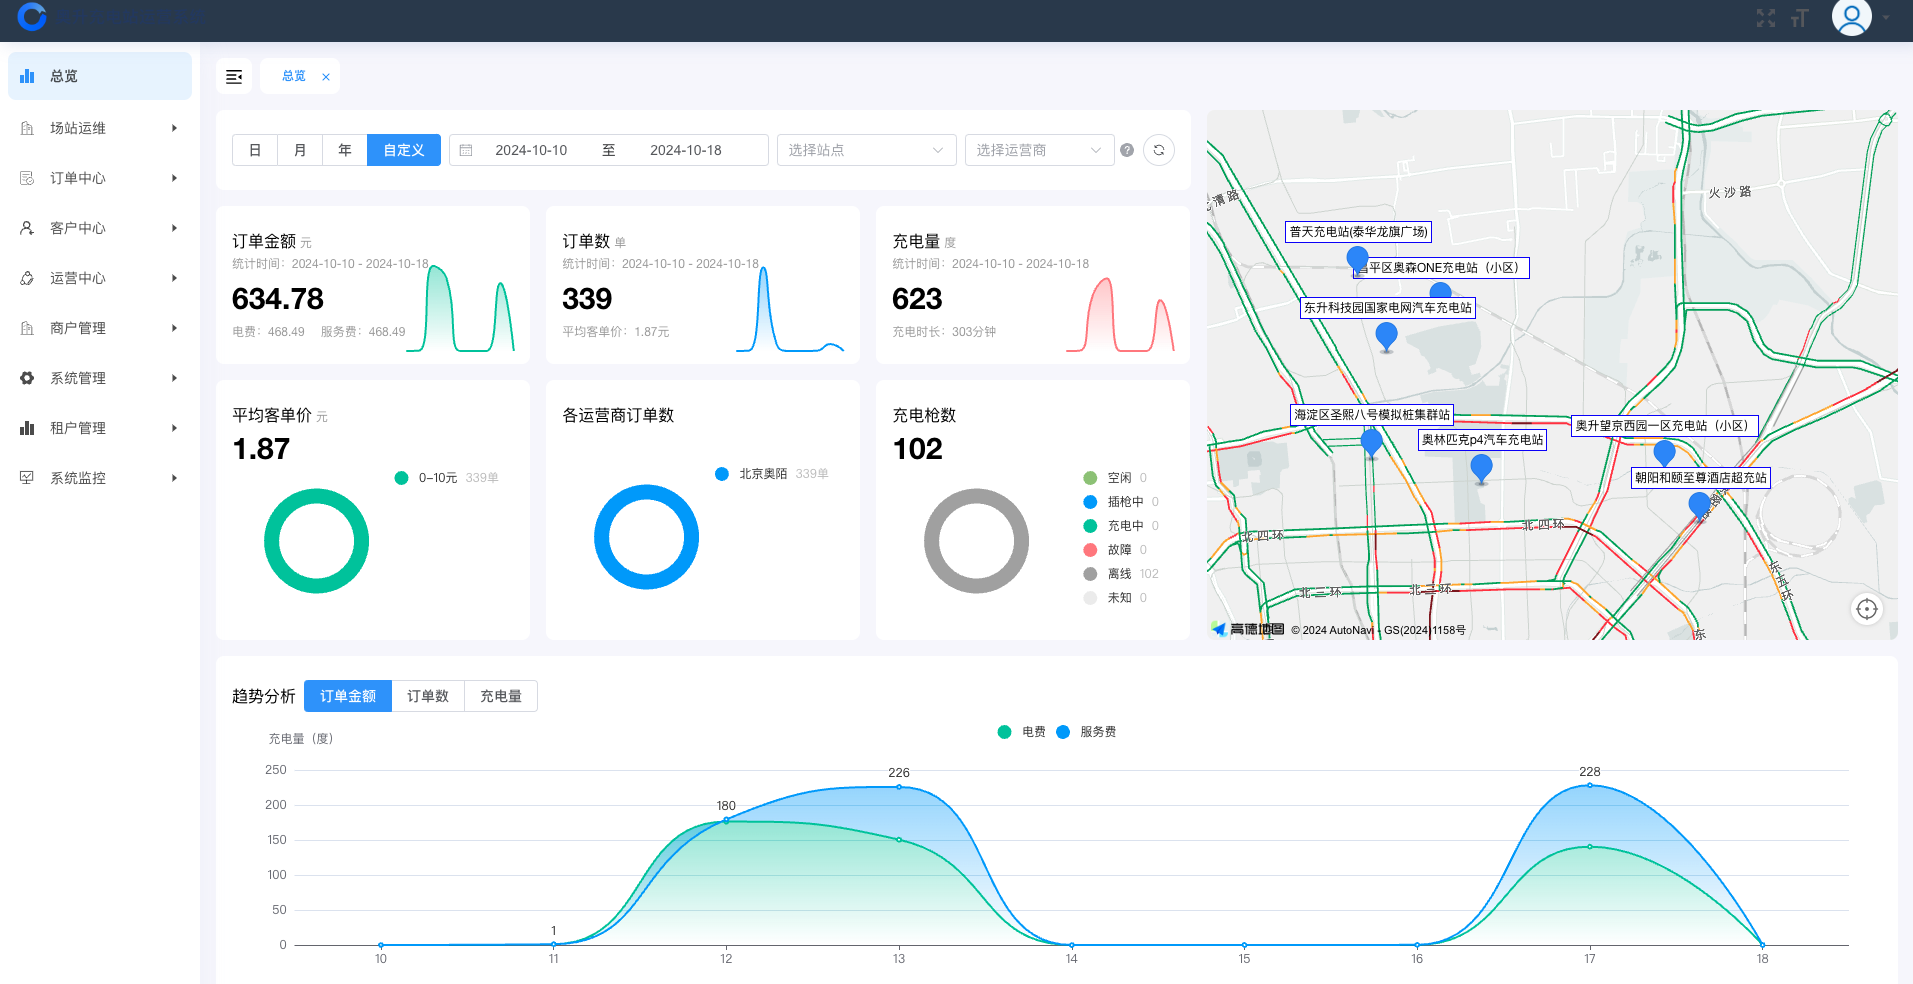 总览
场站运维
订单中心
客户中心
运营中心
商户管理
系统管理
租户管理
系统监控
总览 ×
日 月 年 自定义 2024-10-10 至 2024-10-18 选择站点 选择运营商 ?
订单金额 元
统计时间：2024-10-10 - 2024-10-18
634.78
电费：468.49 服务费：468.49
订单数 单
统计时间：2024-10-10 - 2024-10-18
339
平均客单价：1.87元
充电量 度
统计时间：2024-10-10 - 2024-10-18
623
充电时长：303分钟
平均客单价 元
1.87
0-10元 339单
各运营商订单数
北京奥陌 339单
充电枪数
102
空闲 0
插枪中 0
充电中 0
故障 0
离线 102
未知 0
火沙路
普天充电站(泰华龙旗广场)
昌平区奥森ONE充电站（小区）
东升科技园国家电网汽车充电站
海淀区圣熙八号模拟桩集群站
奥林匹克p4汽车充电站
奥升望京西园一区充电站（小区）
朝阳和颐至尊酒店超充站
北四环
北四环
北三环
北三环
东五环
东
高德地图 © 2024 AutoNavi - GS(2024)1158号
趋势分析 订单金额 订单数 充电量
充电量（度）
电费 服务费
250
200
150
100
50
0
1
180
226
228
10 11 12 13 14 15 16 17 18